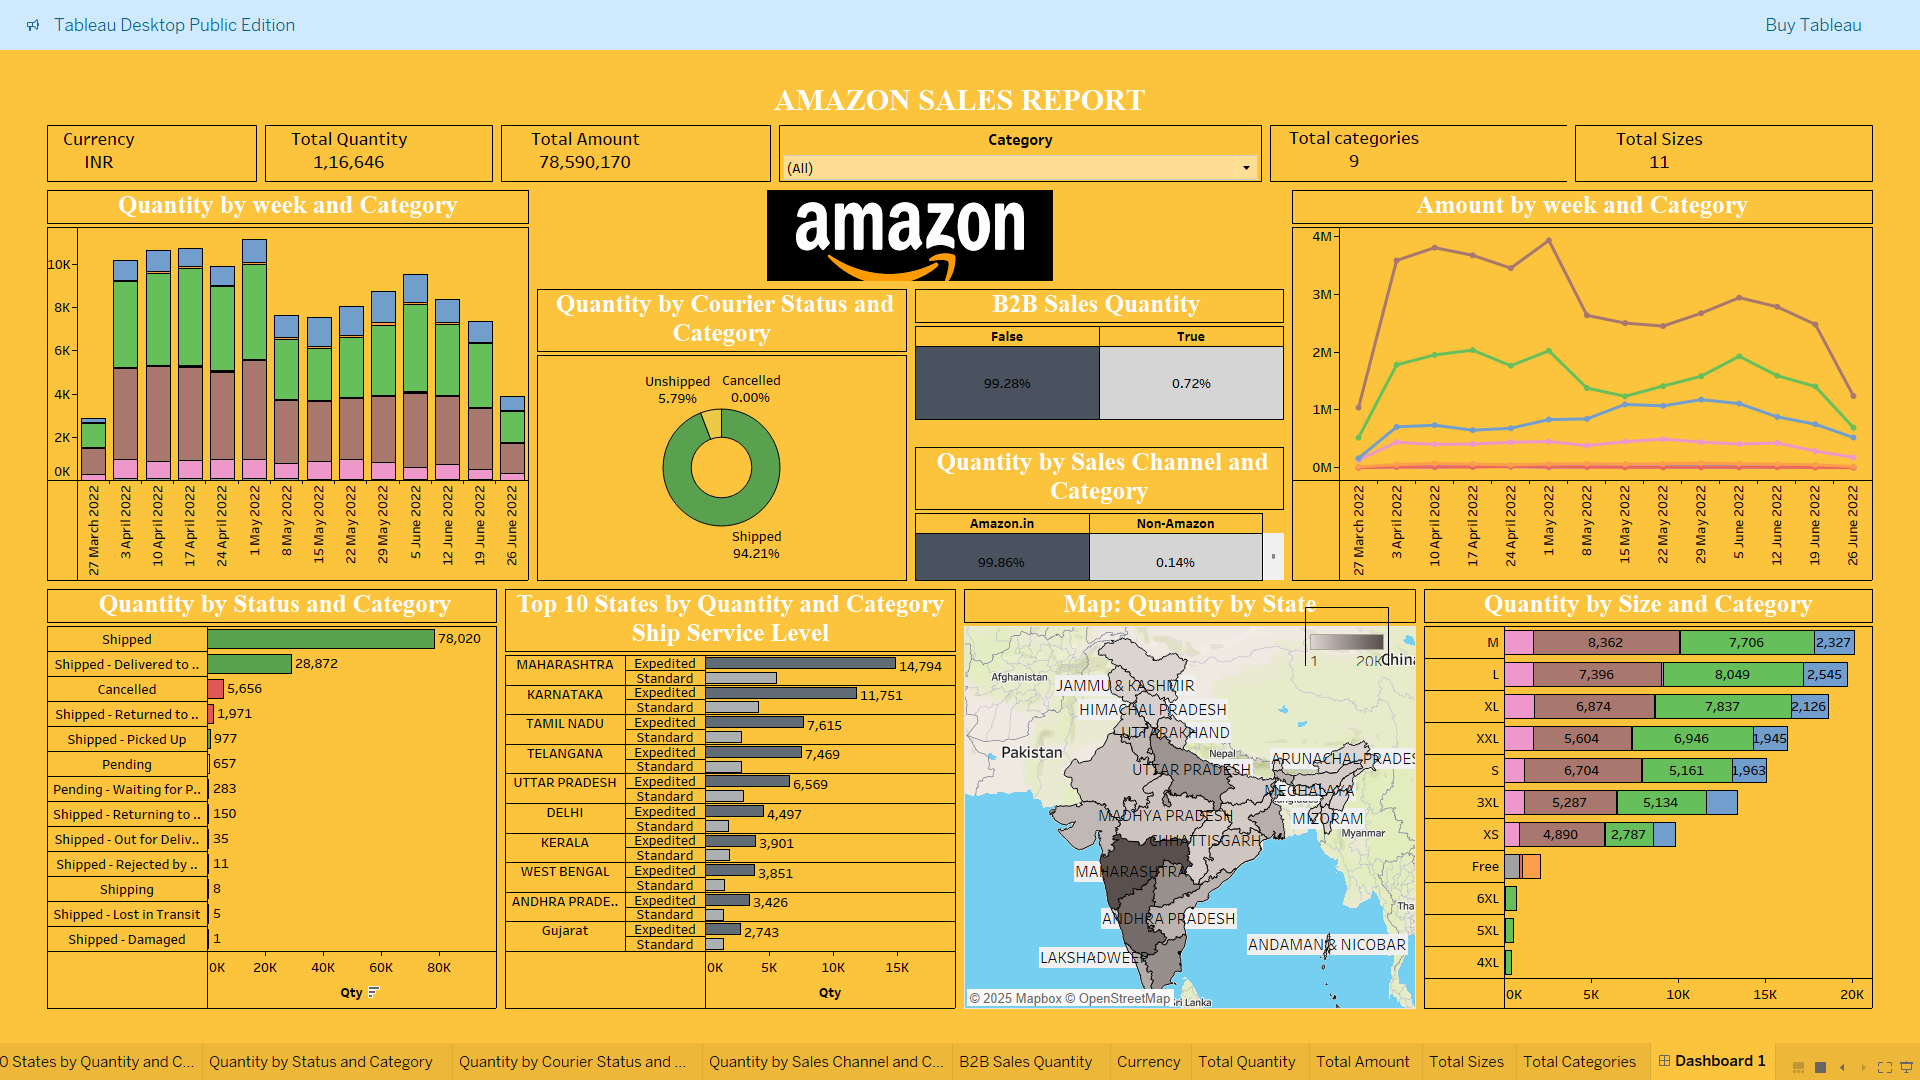 Tableau Desktop Public Edition
Buy Tableau
AMAZON SALES REPORT
Currency
INR
Total Quantity
1,16,646
Total Amount
78,590,170
Category
(All)
Total categories
9
Total Sizes
11
Quantity by week and Category
10K
8K
6K
4K
2K
0K
27 March 2022
3 April 2022
10 April 2022
17 April 2022
24 April 2022
1 May 2022
8 May 2022
15 May 2022
22 May 2022
29 May 2022
5 June 2022
12 June 2022
19 June 2022
26 June 2022
amazon
Quantity by Courier Status and
Category
Unshipped
5.79%
Cancelled
0.00%
Shipped
94.21%
B2B Sales Quantity
False
True
99.28%
0.72%
Quantity by Sales Channel and
Category
Amazon.in
Non-Amazon
99.86%
0.14%
Amount by week and Category
4M
3M
2M
1M
0M
27 March 2022
3 April 2022
10 April 2022
17 April 2022
24 April 2022
1 May 2022
8 May 2022
15 May 2022
22 May 2022
29 May 2022
5 June 2022
12 June 2022
19 June 2022
26 June 2022
Quantity by Status and Category
Shipped
78,020
Shipped - Delivered to ..
28,872
Cancelled
5,656
Shipped - Returned to ..
1,971
Shipped - Picked Up
977
Pending
657
Pending - Waiting for P..
283
Shipped - Returning to ..
150
Shipped - Out for Deliv..
35
Shipped - Rejected by ..
11
Shipping
8
Shipped - Lost in Transit
5
Shipped - Damaged
1
0K 20K 40K 60K 80K
Qty
Top 10 States by Quantity and Category
Ship Service Level
MAHARASHTRA
Expedited
14,794
Standard
KARNATAKA
Expedited
11,751
Standard
TAMIL NADU
Expedited
7,615
Standard
TELANGANA
Expedited
7,469
Standard
UTTAR PRADESH
Expedited
6,569
Standard
DELHI
Expedited
4,497
Standard
KERALA
Expedited
3,901
Standard
WEST BENGAL
Expedited
3,851
Standard
ANDHRA PRADE..
Expedited
3,426
Standard
Gujarat
Expedited
2,743
Standard
0K 5K 10K 15K
Qty
Map: Quantity by State
1
20K
China
Afghanistan
JAMMU & KASHMIR
HIMACHAL PRADESH
UTTARAKHAND
Pakistan
Nepal
ARUNACHAL PRADES
UTTAR PRADESH
MEGHALAYA
MADHYA PRADESH
MIZORAM
Myanmar
CHHATTISGARH
MAHARASHTRA
Tha
ANDHRA PRADESH
ANDAMAN & NICOBAR
LAKSHADWEEP
© 2025 Mapbox © OpenStreetMap
Sri Lanka
Quantity by Size and Category
M
8,362
7,706
2,327
L
7,396
8,049
2,545
XL
6,874
7,837
2,126
XXL
5,604
6,946
1,945
S
6,704
5,161
1,963
3XL
5,287
5,134
XS
4,890
2,787
Free
6XL
5XL
4XL
0K 5K 10K 15K 20K
0 States by Quantity and C...
Quantity by Status and Category
Quantity by Courier Status and ...
Quantity by Sales Channel and C...
B2B Sales Quantity
Currency
Total Quantity
Total Amount
Total Sizes
Total Categories
Dashboard 1